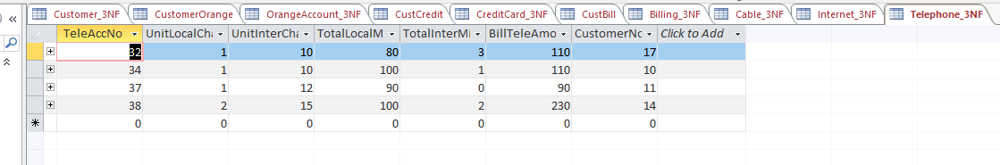 Customer_3NF CustomerOrange OrangeAccount_3NF CustCredit CreditCard_3NF CustBill Billing_3NF Cable_3NF Internet_3NF Telephone_3NF
TeleAccNo UnitLocalCha UnitInterChar TotalLocalM TotalInterMi BillTeleAmo CustomerNo Click to Add
32 1 10 80 3 110 17
34 1 10 100 1 110 10
37 1 12 90 0 90 11
38 2 15 100 2 230 14
0 0 0 0 0 0 0